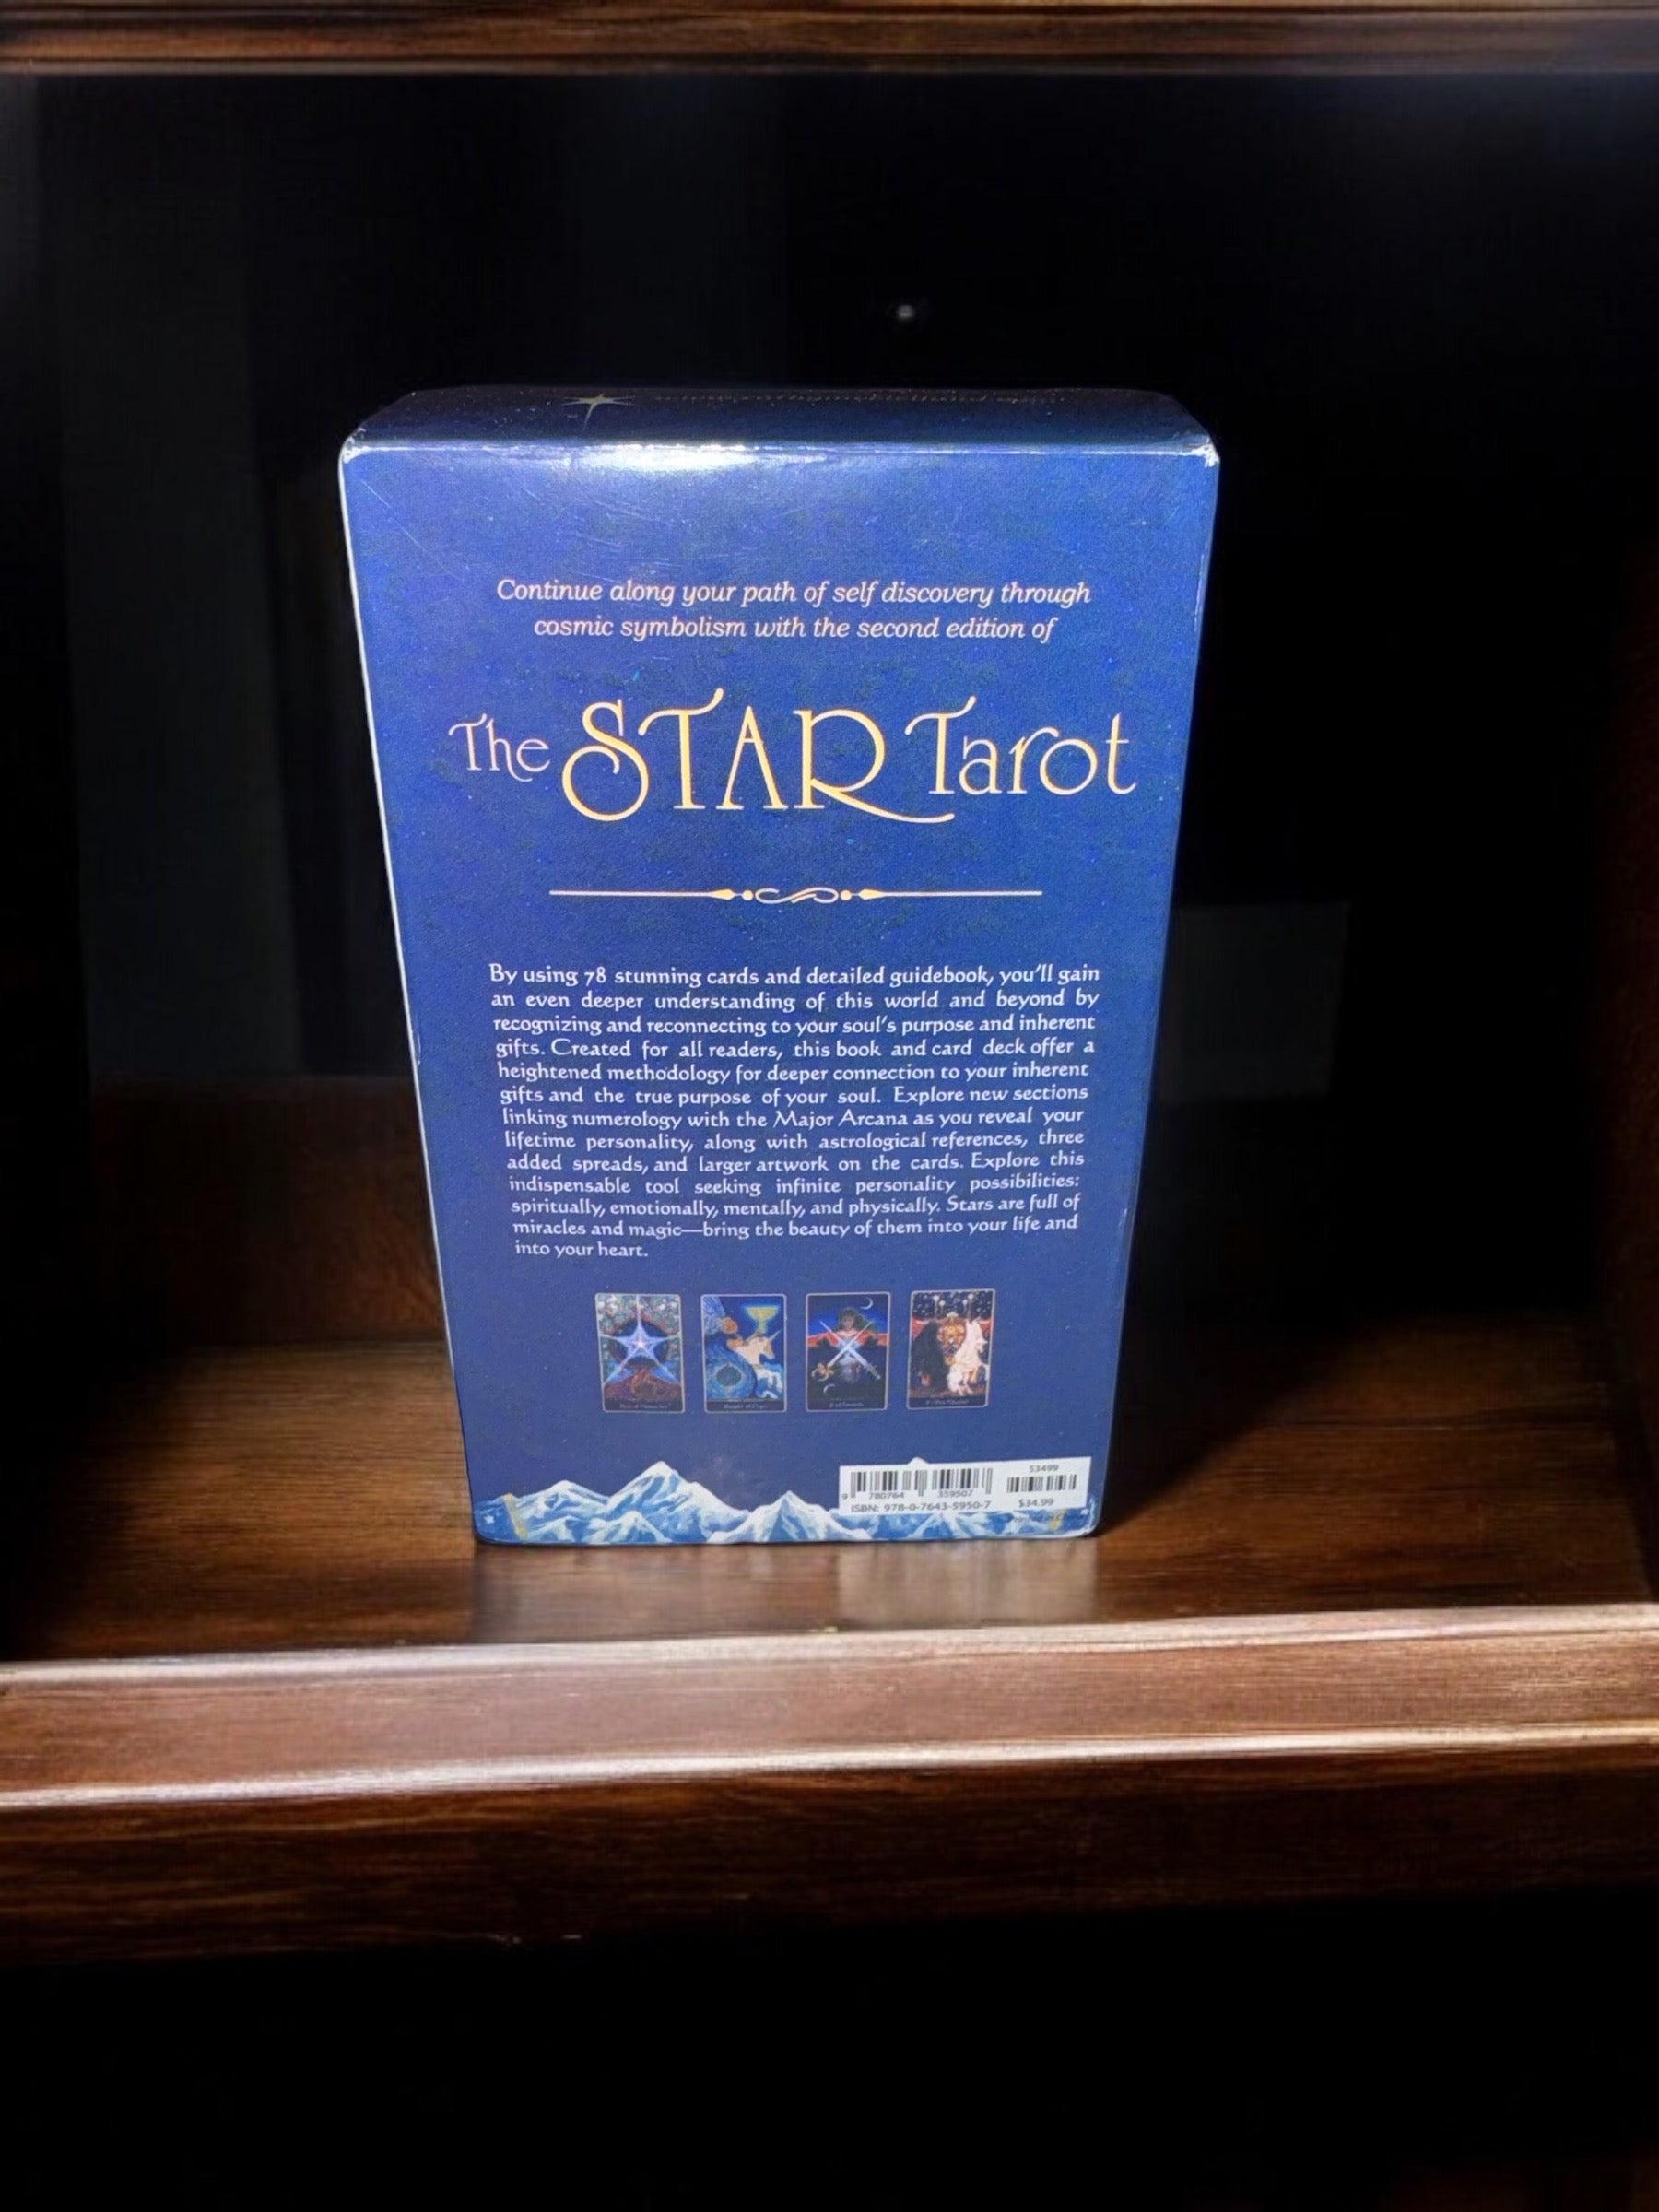 Continue along your path of self discovery through
cosmic symbolism with the second edition of
The STAR Tarot
By using 78 stunning cards and detailed guidebook, you'll gain
an even deeper understanding of this world and beyond by
recognizing and reconnecting to your soul's purpose and inherent
gifts. Created for all readers, this book and card deck offer a
heightened methodology for deeper connection to your inherent
gifts and the true purpose of your soul. Explore new sections
linking numerology with the Major Arcana as you reveal your
lifetime personality, along with astrological references, three
added spreads, and larger artwork on the cards. Explore this
indispensable tool seeking infinite personality possibilities:
spiritually, emotionally, mentally, and physically. Stars are full of
miracles and magic—bring the beauty of them into your life and
into your heart.
53499
9 780764 359507
ISBN: 978-0-7643-5950-7 $34.99